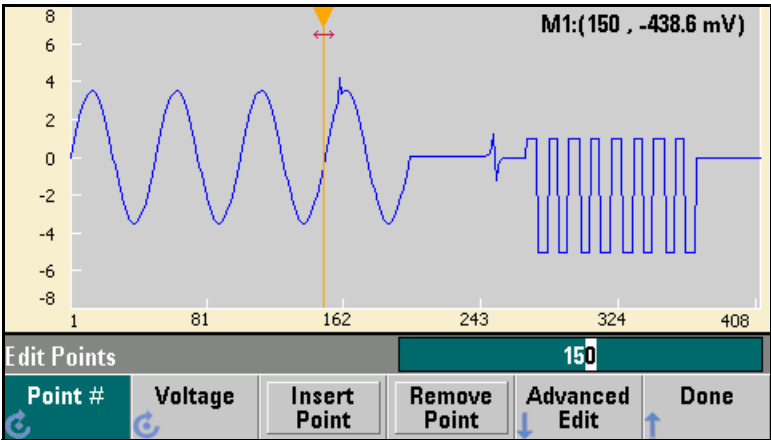 M1:(150 , -438.6 mV)
8
6
4
2
0
-2
-4
-6
-8
1 81 162 243 324 408
Edit Points 150
Point # Voltage Insert Point Remove Point Advanced Edit Done